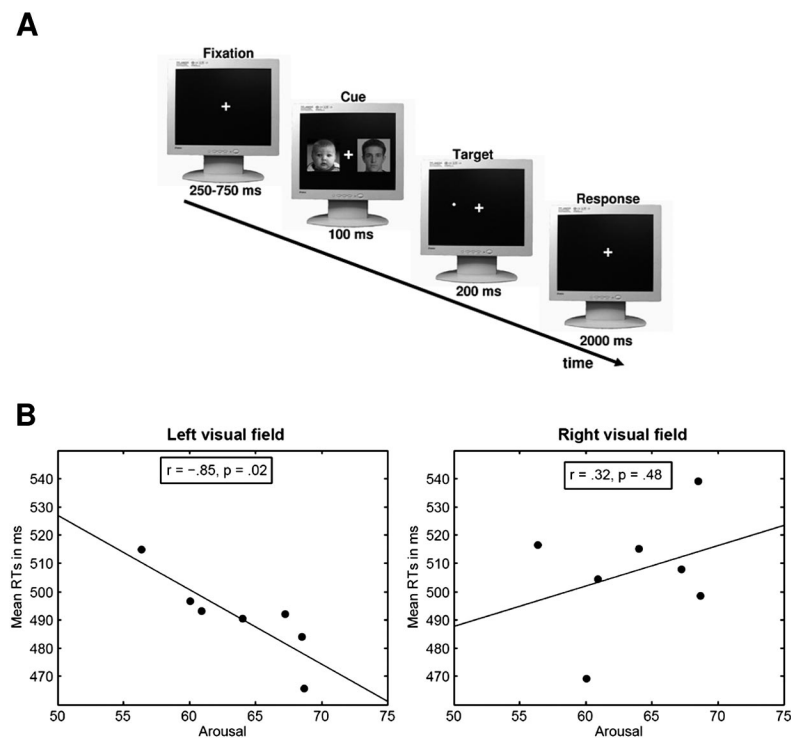 A
Fixation
250-750 ms
Cue
100 ms
Target
200 ms
Response
2000 ms
time
B
Left visual field
r = −.85, p = .02
540
530
520
510
500
490
480
470
Mean RTs in ms
50 55 60 65 70 75
Arousal
Right visual field
r = .32, p = .48
540
530
520
510
500
490
480
470
Mean RTs in ms
50 55 60 65 70 75
Arousal